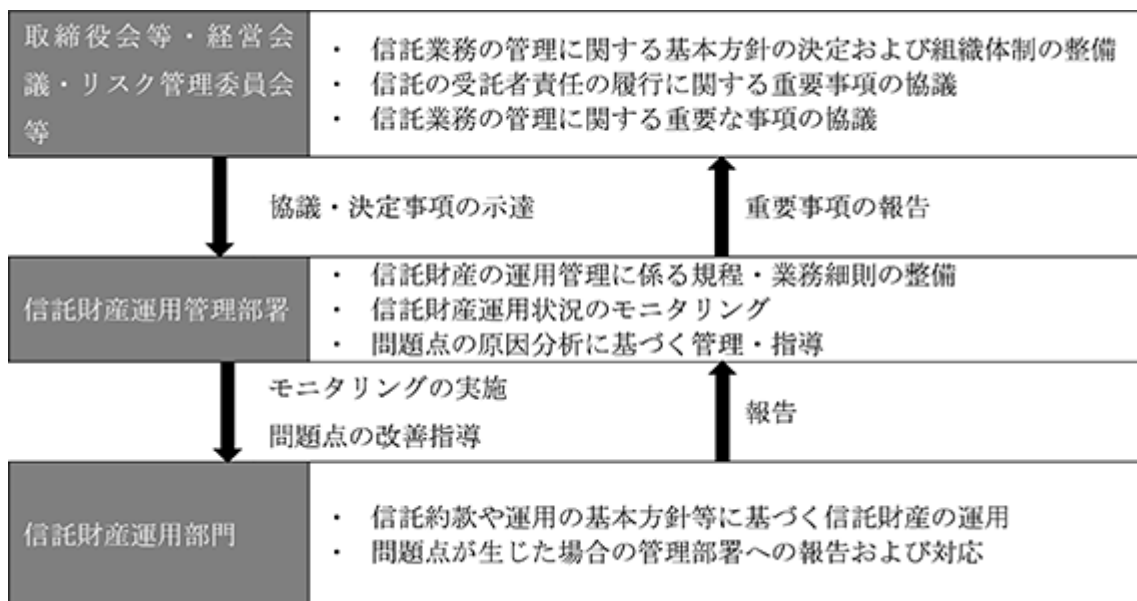 取締役会等・経営会
議・リスク管理委員会
等
・ 信託業務の管理に関する基本方針の決定および組織体制の整備
・ 信託の受託者責任の履行に関する重要事項の協議
・ 信託業務の管理に関する重要な事項の協議
協議・決定事項の示達
重要事項の報告
信託財産運用管理部署
・ 信託財産の運用管理に係る規程・業務細則の整備
・ 信託財産運用状況のモニタリング
・ 問題点の原因分析に基づく管理・指導
モニタリングの実施
問題点の改善指導
報告
信託財産運用部門
・ 信託約款や運用の基本方針等に基づく信託財産の運用
・ 問題点が生じた場合の管理部署への報告および対応